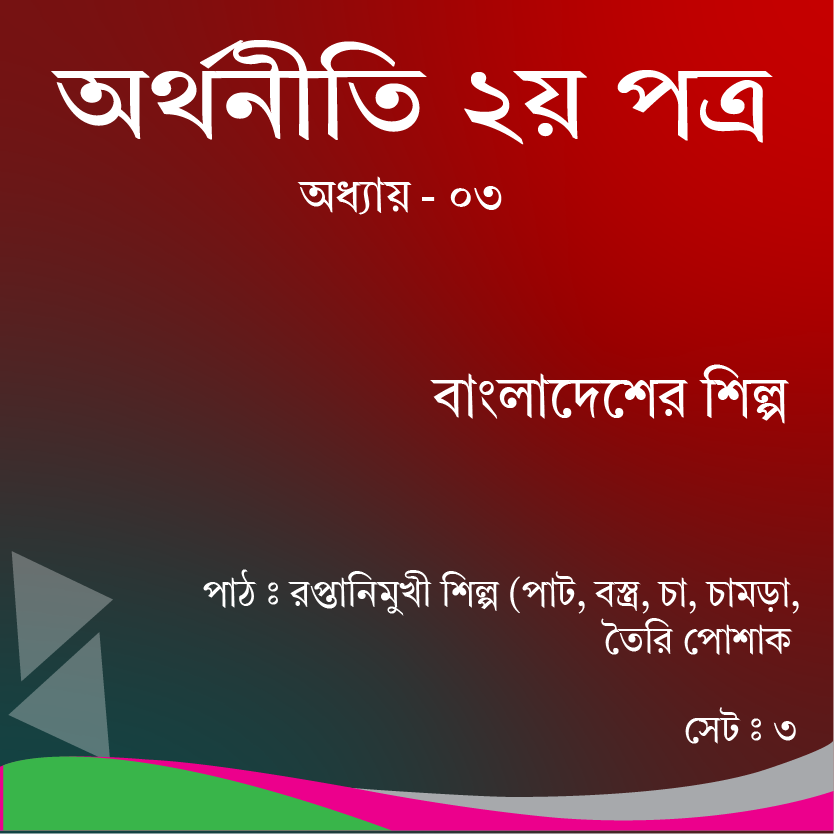 অর্থনীতি ২য় পত্র
অধ্যায় - ০৩
বাংলাদেশের শিল্প
পাঠ ঃ রপ্তানিমুখী শিল্প (পাট, বস্ত্র, চা, চামড়া,
তৈরি পোশাক
সেট ঃ ৩